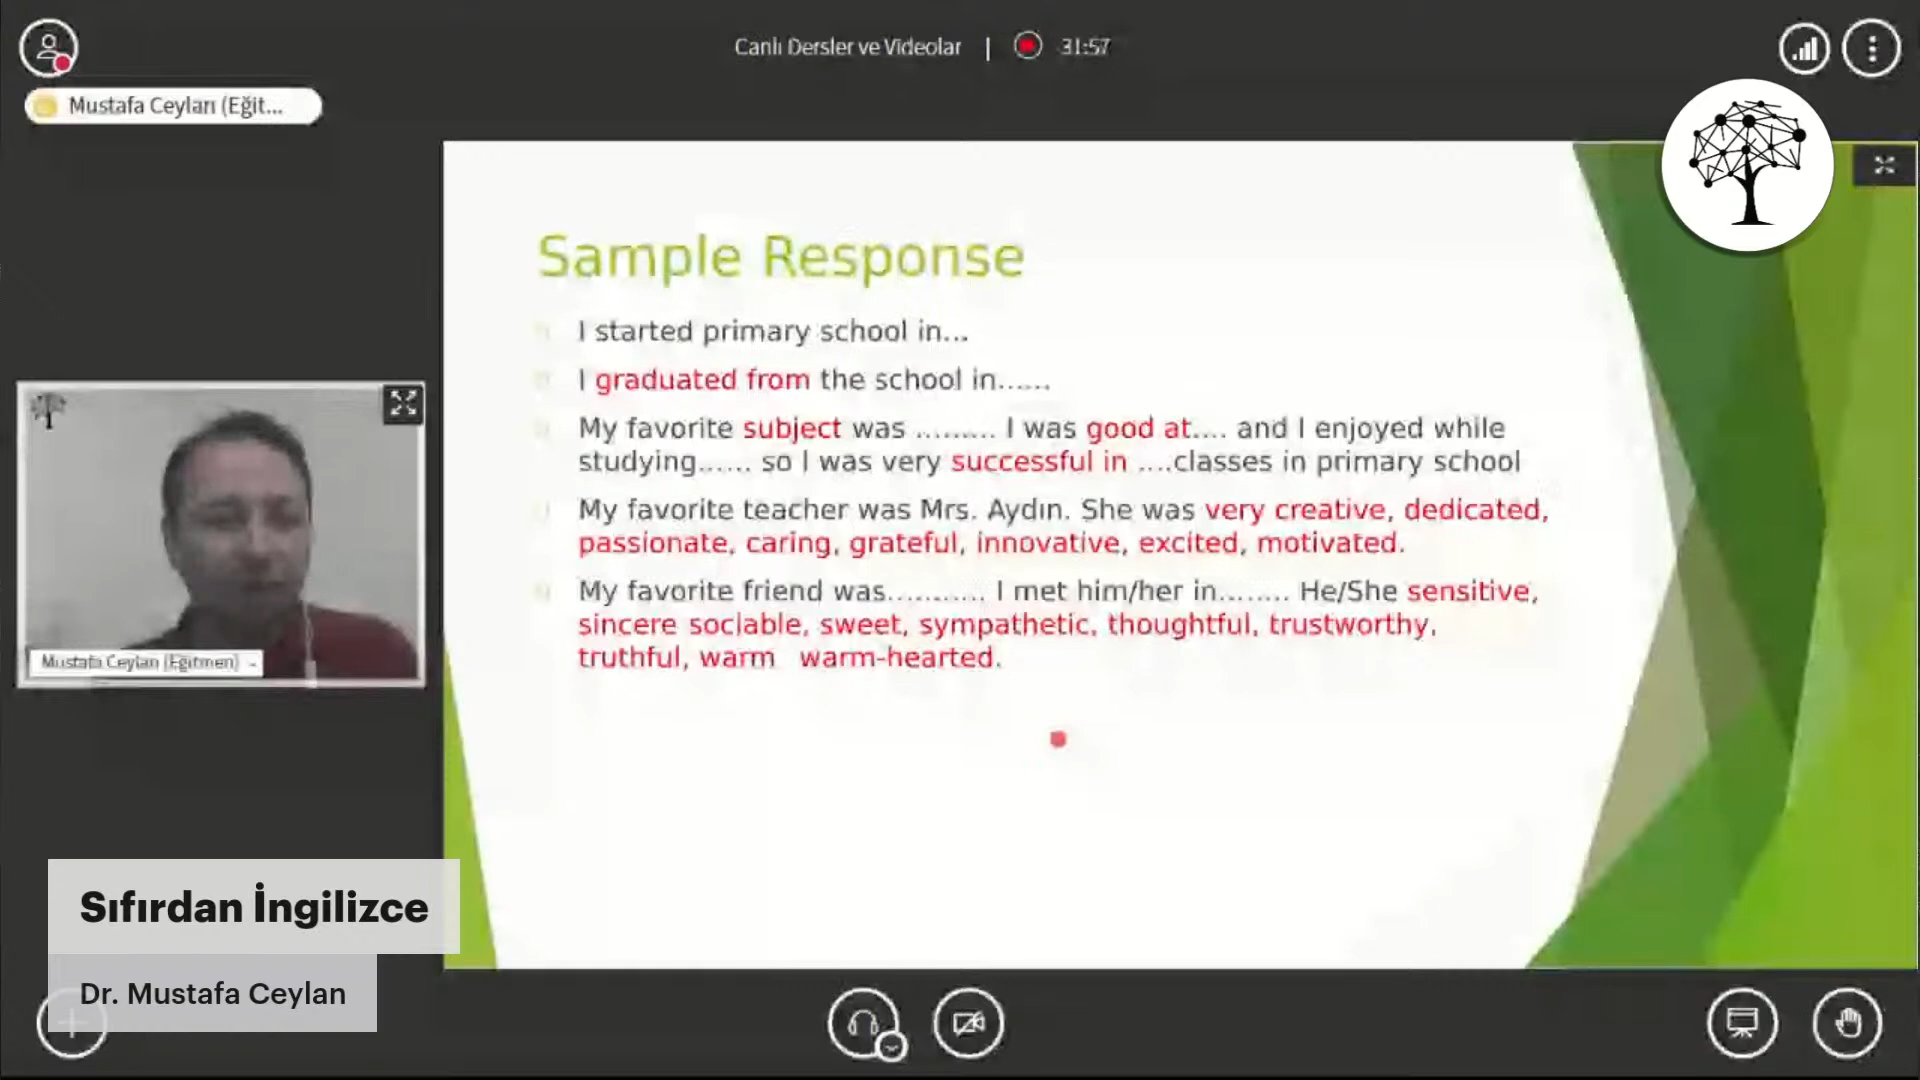 Canlı Dersler ve Videolar | 31:57
Mustafa Ceylan (Eğit...
Sample Response
I started primary school in...
I graduated from the school in......
My favorite subject was ......... I was good at.... and I enjoyed while
studying...... so I was very successful in ....classes in primary school
My favorite teacher was Mrs. Aydın. She was very creative, dedicated,
passionate, caring, grateful, innovative, excited, motivated.
My favorite friend was........... I met him/her in........ He/She sensitive,
sincere sociable, sweet, sympathetic, thoughtful, trustworthy,
truthful, warm warm-hearted.
Mustafa Ceylan (Eğitmen)
Sıfırdan İngilizce
Dr. Mustafa Ceylan